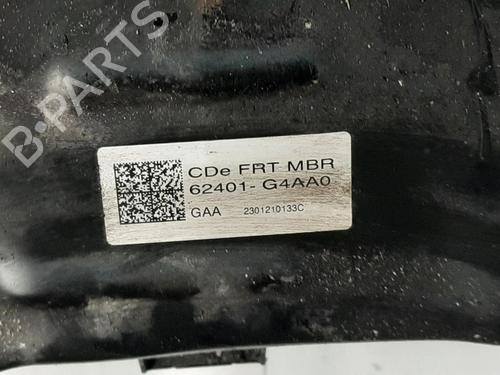 B-PARTS
CDe FRT MBR
62401- G4AA0
GAA 2301210133C